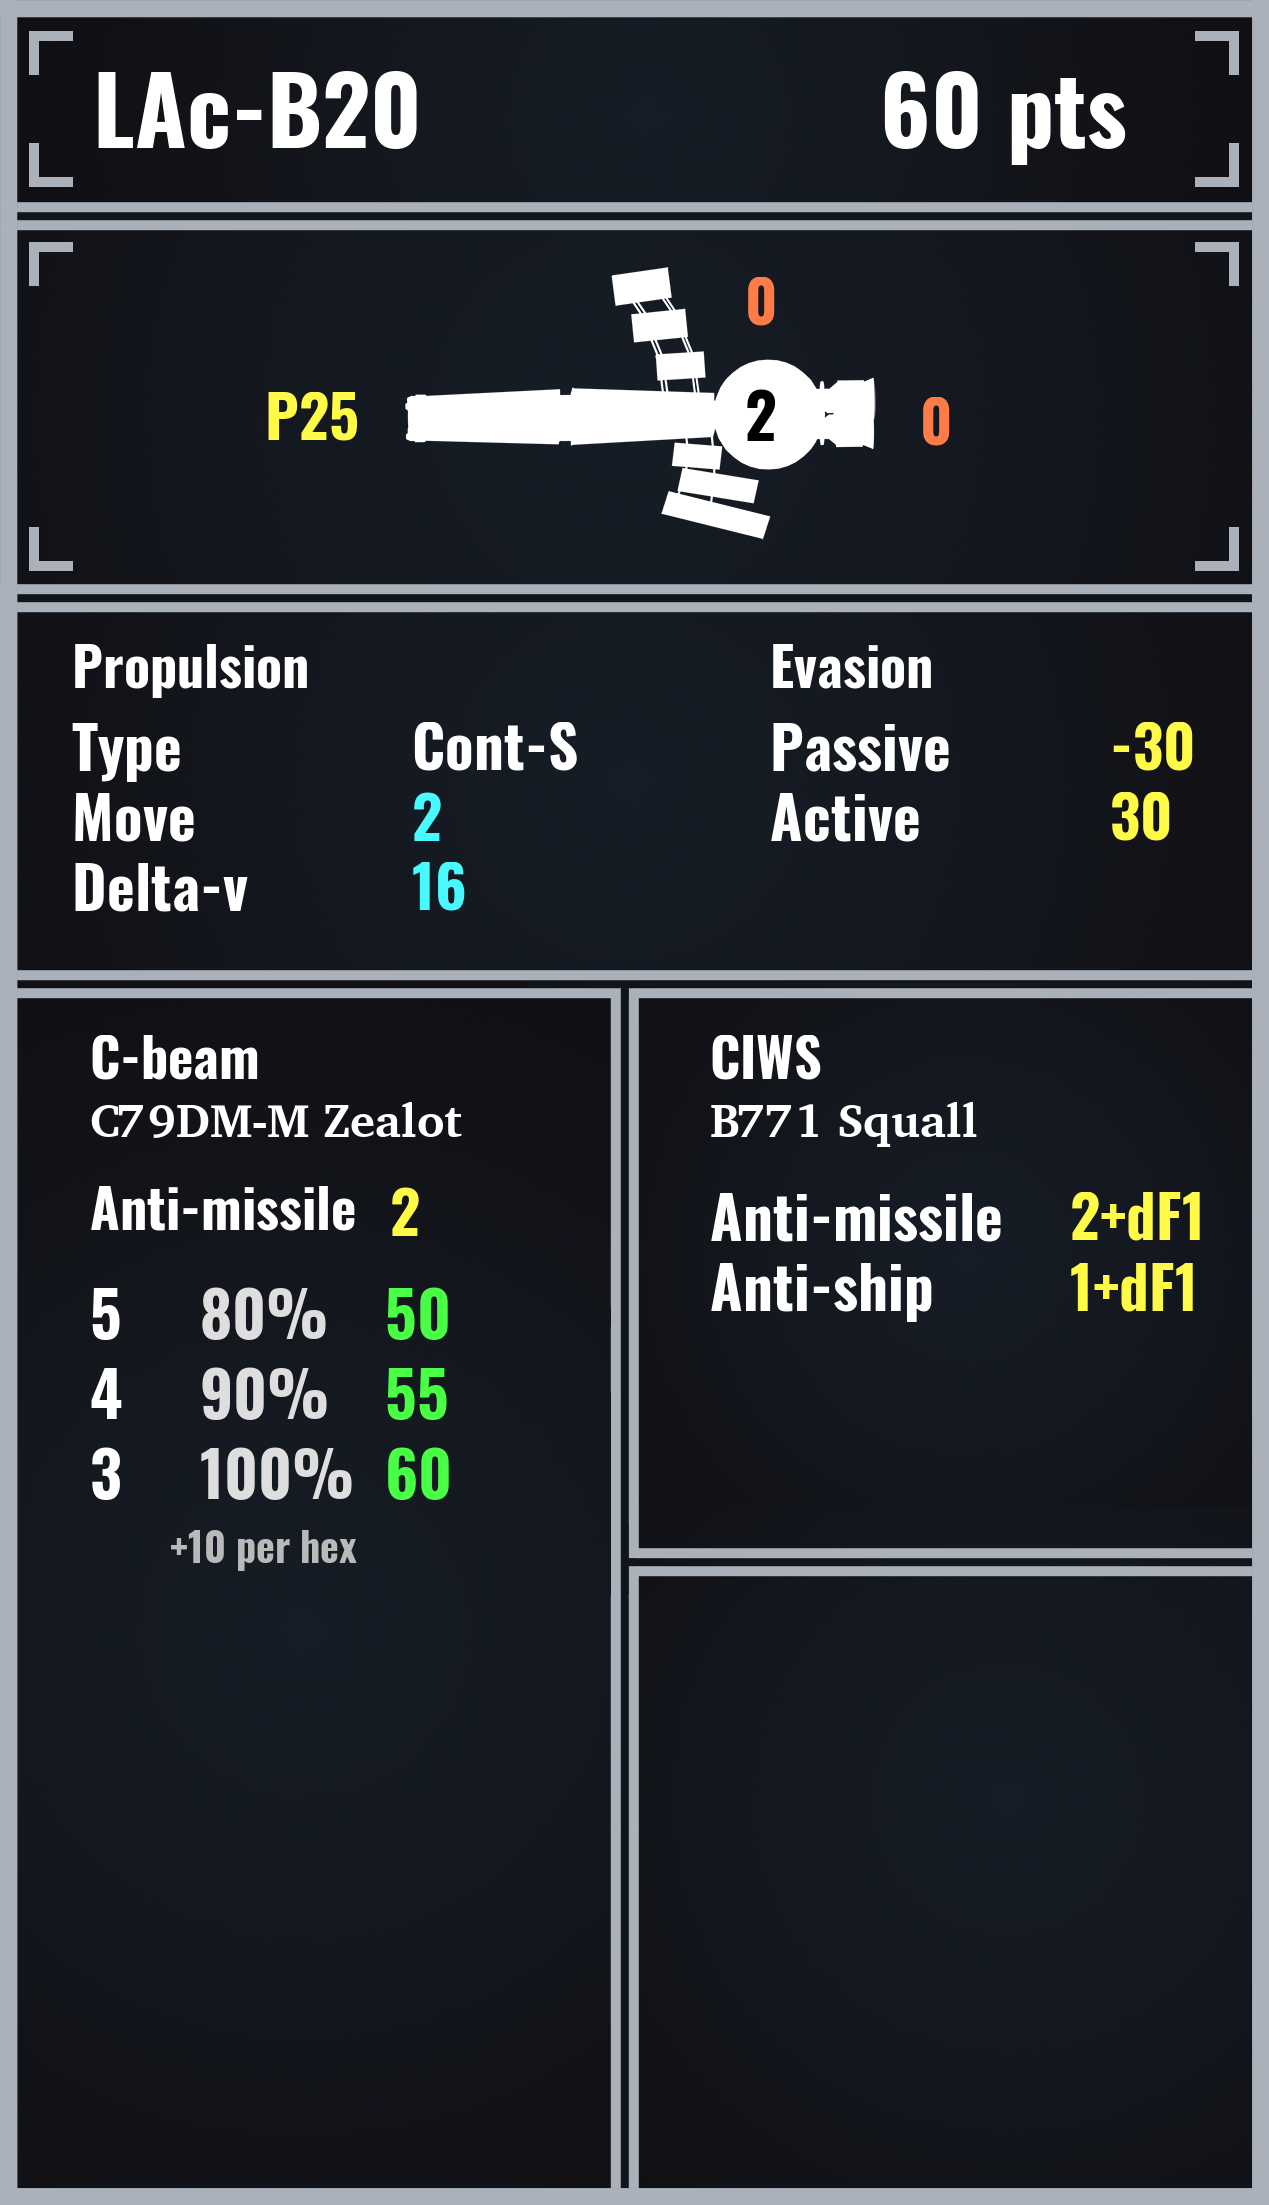 LAc-B20 60 pts
0
P25 2 0
Propulsion
Type Cont-S
Move 2
Delta-v 16
Evasion
Passive -30
Active 30
C-beam
C79DM-M Zealot
Anti-missile 2
5 80% 50
4 90% 55
3 100% 60
+10 per hex
CIWS
B771 Squall
Anti-missile 2+dF1
Anti-ship 1+dF1